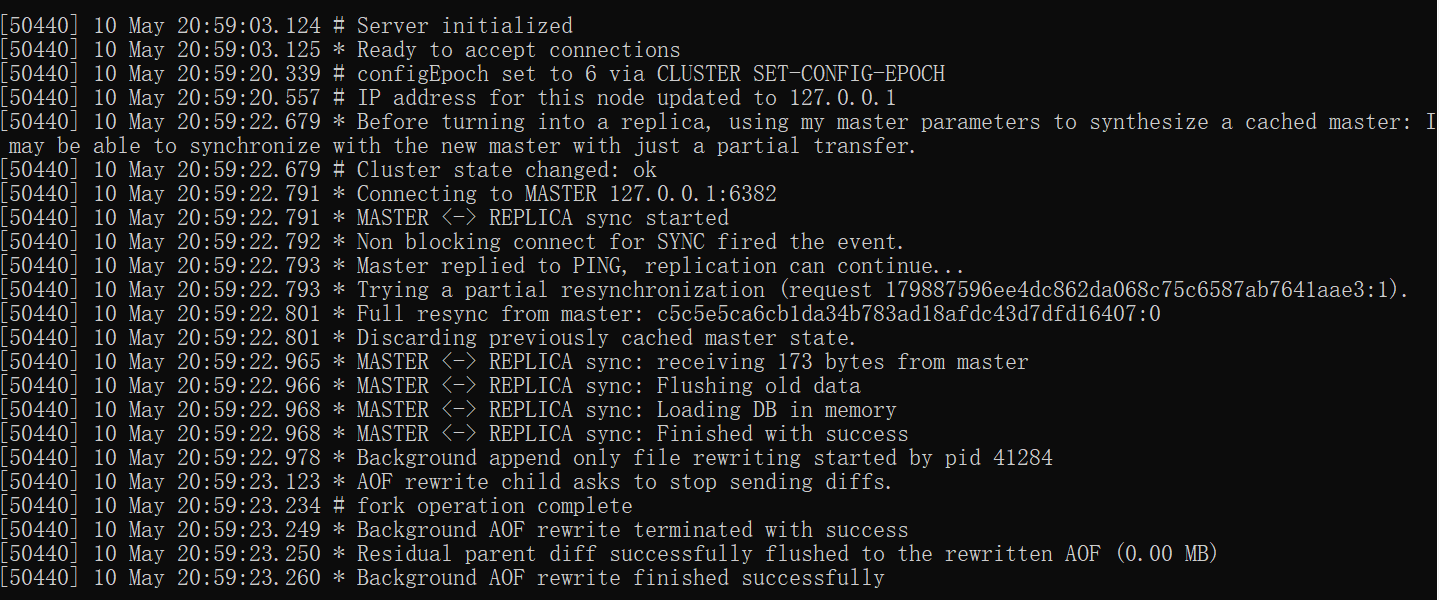 [50440] 10 May 20:59:03.124 # Server initialized
[50440] 10 May 20:59:03.125 * Ready to accept connections
[50440] 10 May 20:59:20.339 # configEpoch set to 6 via CLUSTER SET-CONFIG-EPOCH
[50440] 10 May 20:59:20.557 # IP address for this node updated to 127.0.0.1
[50440] 10 May 20:59:22.679 * Before turning into a replica, using my master parameters to synthesize a cached master: I
 may be able to synchronize with the new master with just a partial transfer.
[50440] 10 May 20:59:22.679 # Cluster state changed: ok
[50440] 10 May 20:59:22.791 * Connecting to MASTER 127.0.0.1:6382
[50440] 10 May 20:59:22.791 * MASTER <-> REPLICA sync started
[50440] 10 May 20:59:22.792 * Non blocking connect for SYNC fired the event.
[50440] 10 May 20:59:22.793 * Master replied to PING, replication can continue...
[50440] 10 May 20:59:22.793 * Trying a partial resynchronization (request 179887596ee4dc862da068c75c6587ab7641aae3:1).
[50440] 10 May 20:59:22.801 * Full resync from master: c5c5e5ca6cb1da34b783ad18afdc43d7dfd16407:0
[50440] 10 May 20:59:22.801 * Discarding previously cached master state.
[50440] 10 May 20:59:22.965 * MASTER <-> REPLICA sync: receiving 173 bytes from master
[50440] 10 May 20:59:22.966 * MASTER <-> REPLICA sync: Flushing old data
[50440] 10 May 20:59:22.968 * MASTER <-> REPLICA sync: Loading DB in memory
[50440] 10 May 20:59:22.968 * MASTER <-> REPLICA sync: Finished with success
[50440] 10 May 20:59:22.978 * Background append only file rewriting started by pid 41284
[50440] 10 May 20:59:23.123 * AOF rewrite child asks to stop sending diffs.
[50440] 10 May 20:59:23.234 # fork operation complete
[50440] 10 May 20:59:23.249 * Background AOF rewrite terminated with success
[50440] 10 May 20:59:23.250 * Residual parent diff successfully flushed to the rewritten AOF (0.00 MB)
[50440] 10 May 20:59:23.260 * Background AOF rewrite finished successfully